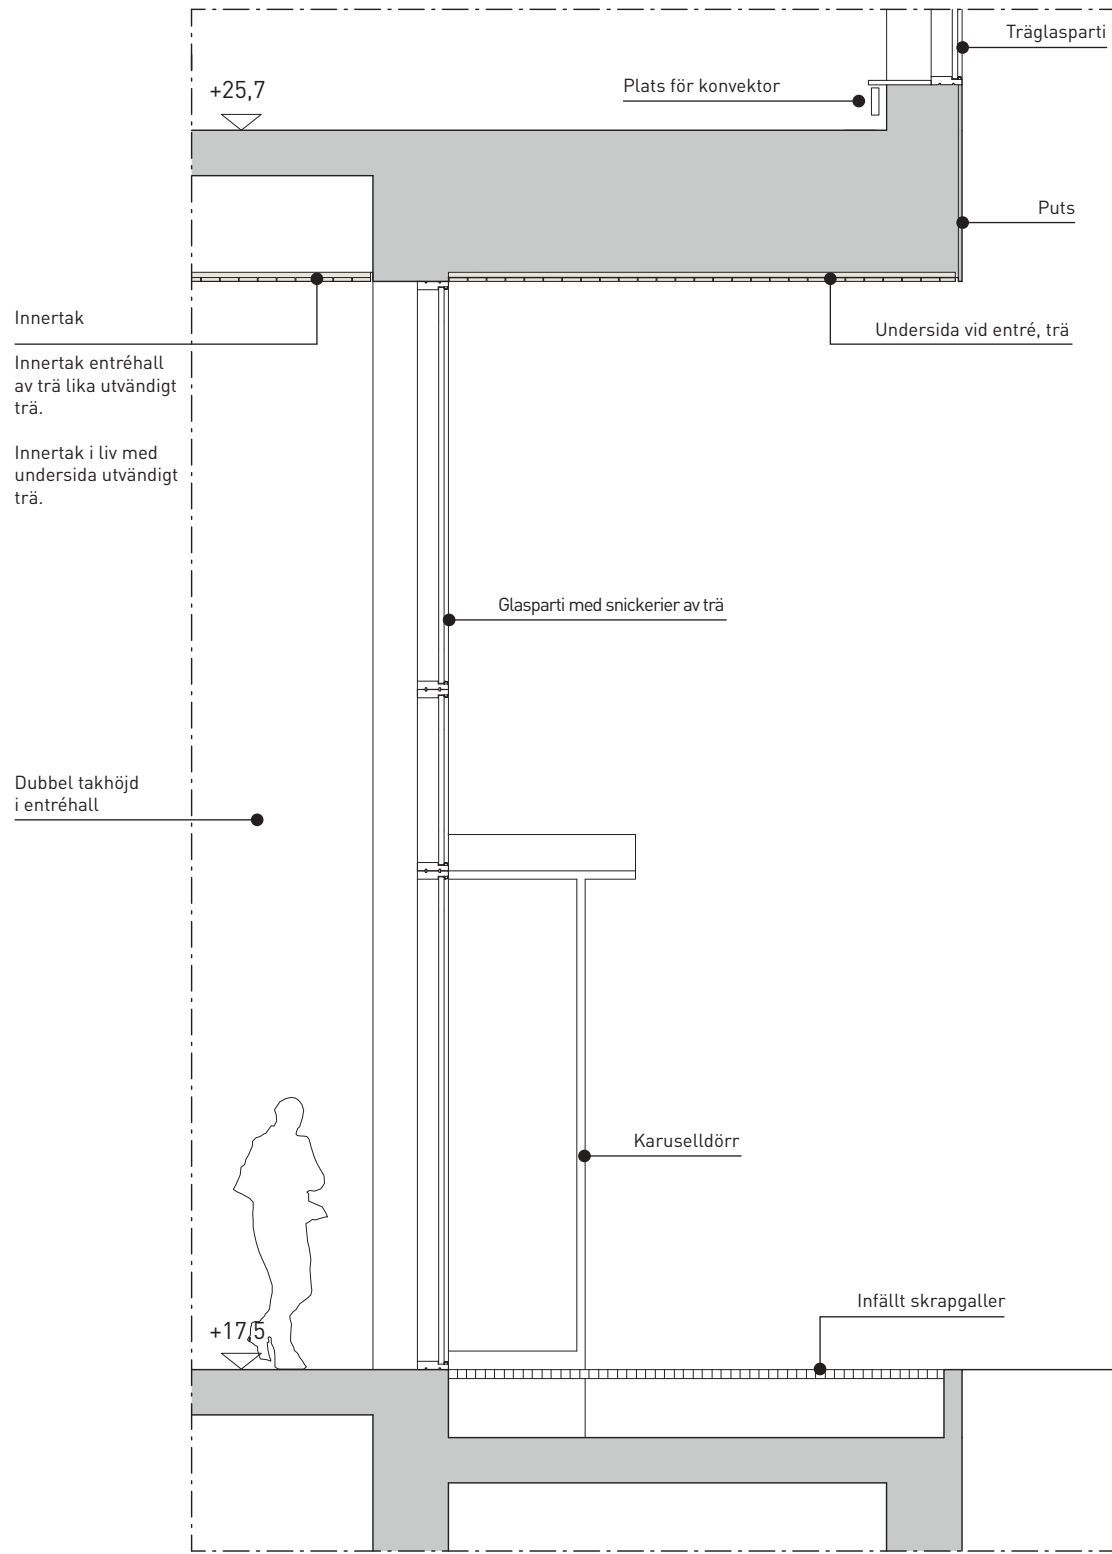 Träglasparti
+25,7
Plats för konvektor
Puts
Innertak
Undersida vid entré, trä
Innertak entréhall
av trä lika utvändigt
trä.
Innertak i liv med
undersida utvändigt
trä.
Glasparti med snickerier av trä
Dubbel takhöjd
i entréhall
Karuselldörr
Infällt skrapgaller
+17,5